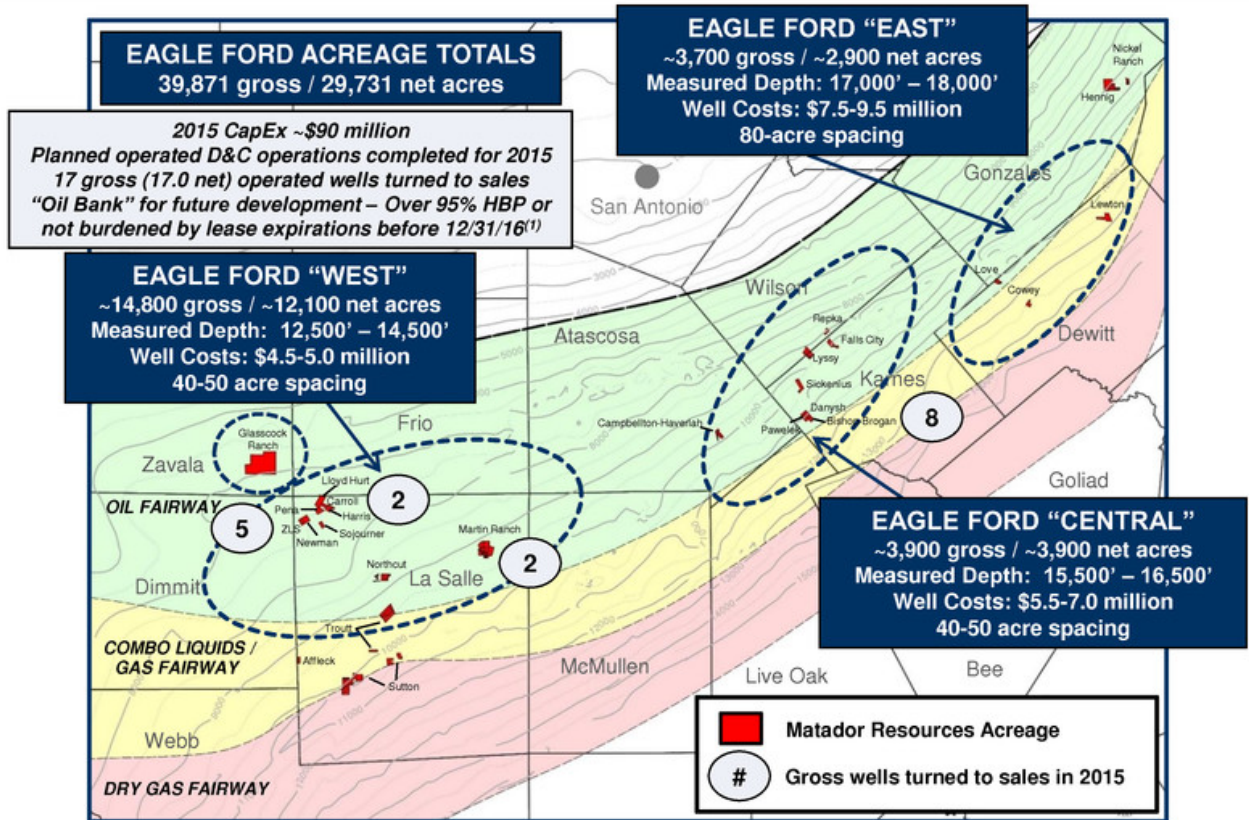 EAGLE FORD ACREAGE TOTALS
39,871 gross / 29,731 net acres
2015 CapEx ~$90 million
Planned operated D&C operations completed for 2015
17 gross (17.0 net) operated wells turned to sales
“Oil Bank” for future development – Over 95% HBP or
not burdened by lease expirations before 12/31/16(1)
EAGLE FORD “EAST”
~3,700 gross / ~2,900 net acres
Measured Depth: 17,000’ – 18,000’
Well Costs: $7.5-9.5 million
80-acre spacing
EAGLE FORD “WEST”
~14,800 gross / ~12,100 net acres
Measured Depth: 12,500’ – 14,500’
Well Costs: $4.5-5.0 million
40-50 acre spacing
EAGLE FORD “CENTRAL”
~3,900 gross / ~3,900 net acres
Measured Depth: 15,500’ – 16,500’
Well Costs: $5.5-7.0 million
40-50 acre spacing
Nickel
Ranch
Hennig
San Antonio
Gonzales
Lewton
Love
Cowey
Dewitt
Wilson
Atascosa
Repka
Falls City
Lyssy
Sickenius
Karnes
Danysh
Bishop Brogan
Pawelek
Campbellton-Haverlah
8
Goliad
Frio
Glasscock
Ranch
Zavala
Lloyd Hurt
OIL FAIRWAY
Carroll
Pena
Harris
ZLS
Sojourner
Newman
5
2
Martin Ranch
2
Northcut
La Salle
Dimmit
Troutt
COMBO LIQUIDS /
GAS FAIRWAY
Affleck
Sutton
McMullen
Live Oak
Bee
Webb
DRY GAS FAIRWAY
Matador Resources Acreage
# Gross wells turned to sales in 2015